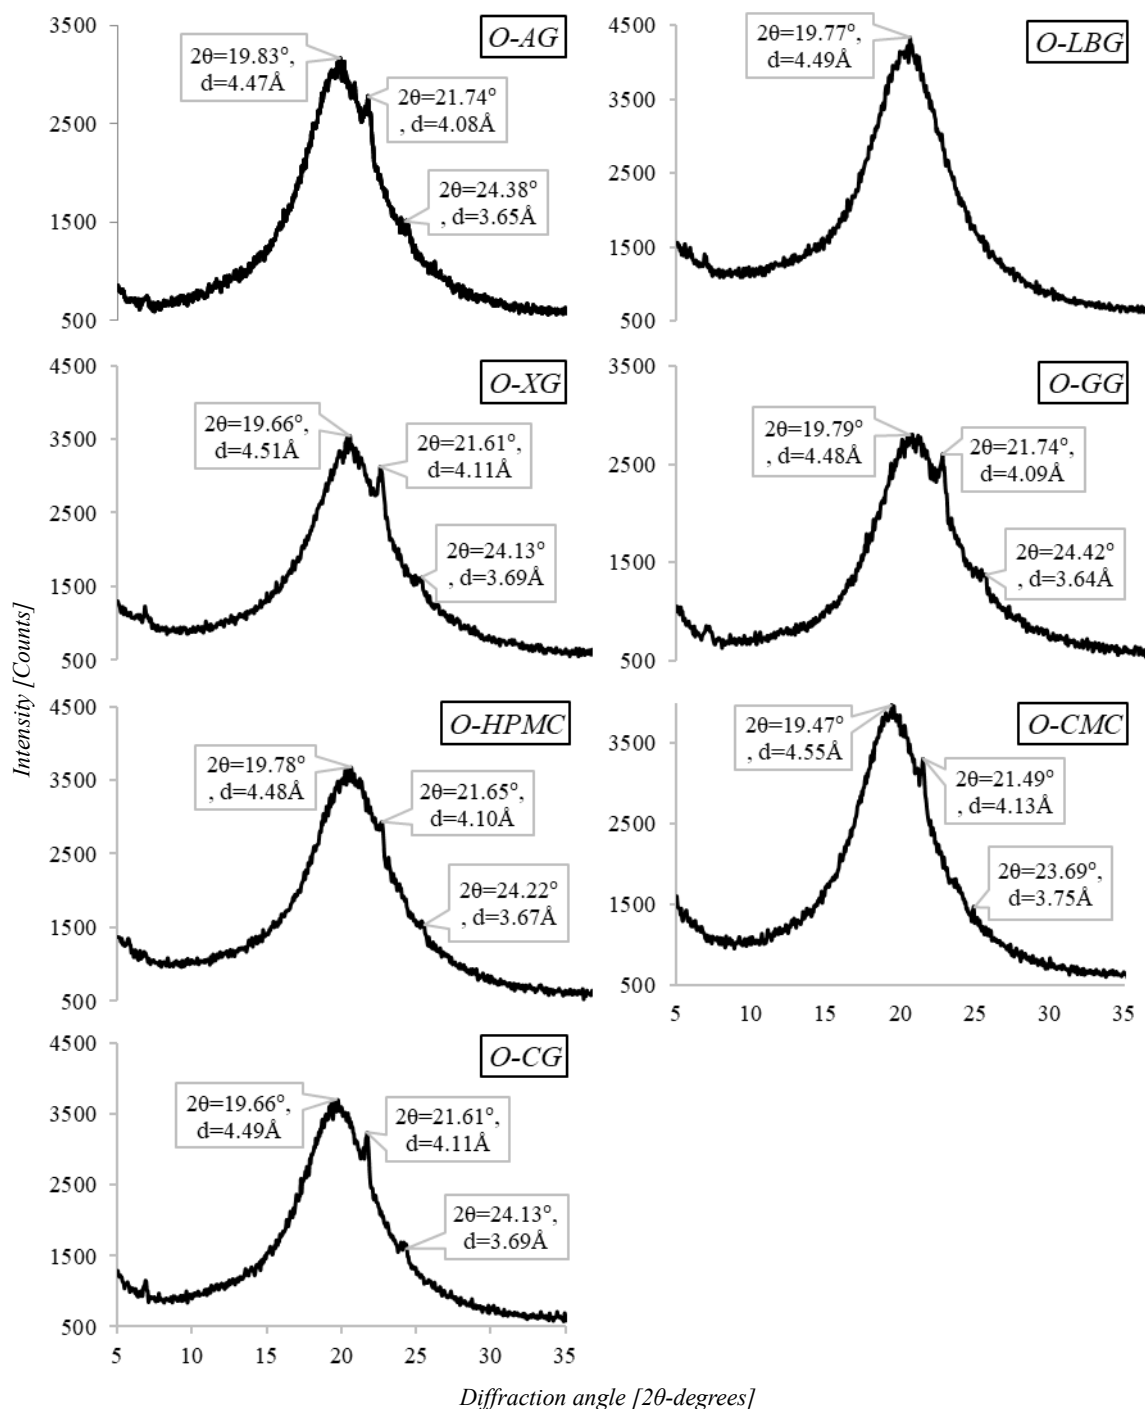 Intensity [Counts]
3500
2500
1500
500
O-AG
2θ=19.83°,
d=4.47Å
2θ=21.74°
, d=4.08Å
2θ=24.38°
, d=3.65Å
4500
3500
2500
1500
500
O-LBG
2θ=19.77°
, d=4.49Å
4500
3500
2500
1500
500
O-XG
2θ=19.66°,
d=4.51Å
2θ=21.61°
, d=4.11Å
2θ=24.13°
, d=3.69Å
3500
2500
1500
500
O-GG
2θ=19.79°
, d=4.48Å
2θ=21.74°,
d=4.09Å
2θ=24.42°
, d=3.64Å
4500
3500
2500
1500
500
O-HPMC
2θ=19.78°
, d=4.48Å
2θ=21.65°,
d=4.10Å
2θ=24.22°
, d=3.67Å
3500
2500
1500
500
O-CMC
2θ=19.47°
, d=4.55Å
2θ=21.49°
, d=4.13Å
2θ=23.69°,
d=3.75Å
5 10 15 20 25 30 35
4500
3500
2500
1500
500
O-CG
2θ=19.66°,
d=4.49Å
2θ=21.61°,
d=4.11Å
2θ=24.13°,
d=3.69Å
5 10 15 20 25 30 35
Diffraction angle [2θ-degrees]